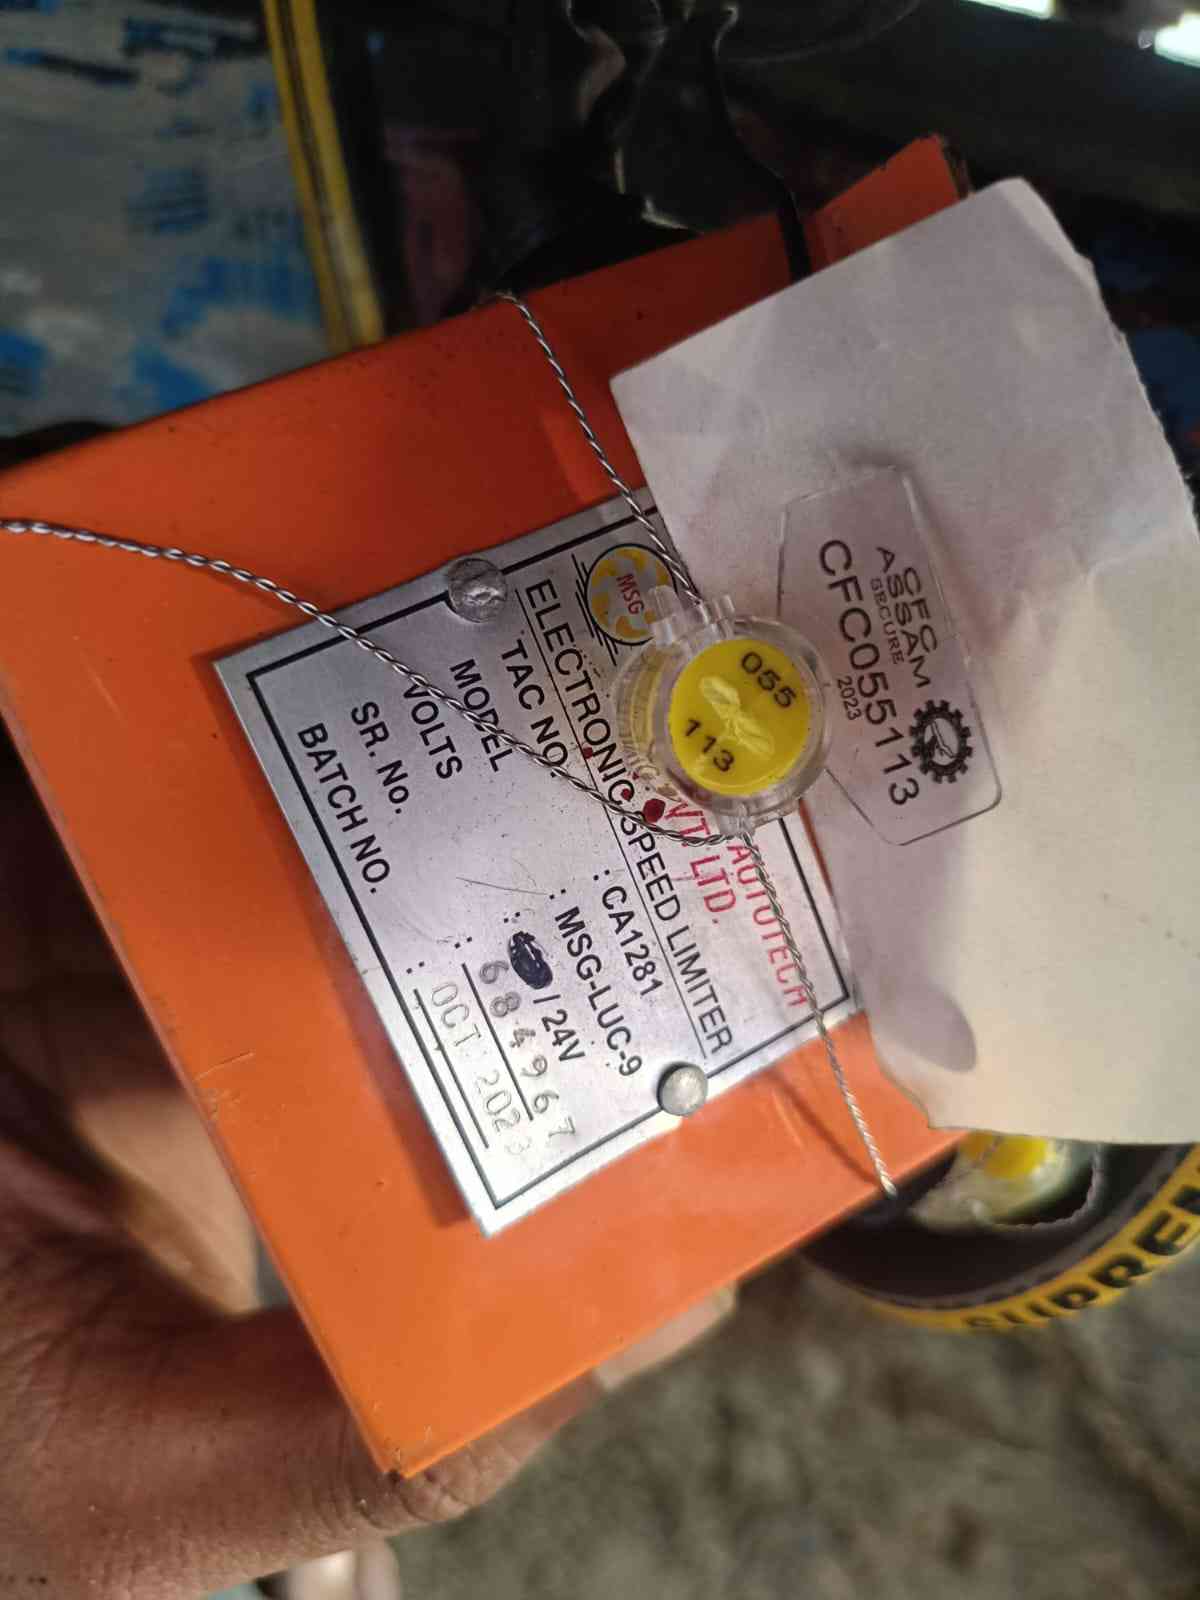 MSG
AUTOTECH
VT LTD.
ELECTRONIC SPEED LIMITER
TAC NO. : CA1281
MODEL : MSG-LUC-9
VOLTS : /24V
SR. No. : 684967
BATCH NO. : OCT 2023
055
113
CFC
ASSAM
SECURE
CFC055113
2023